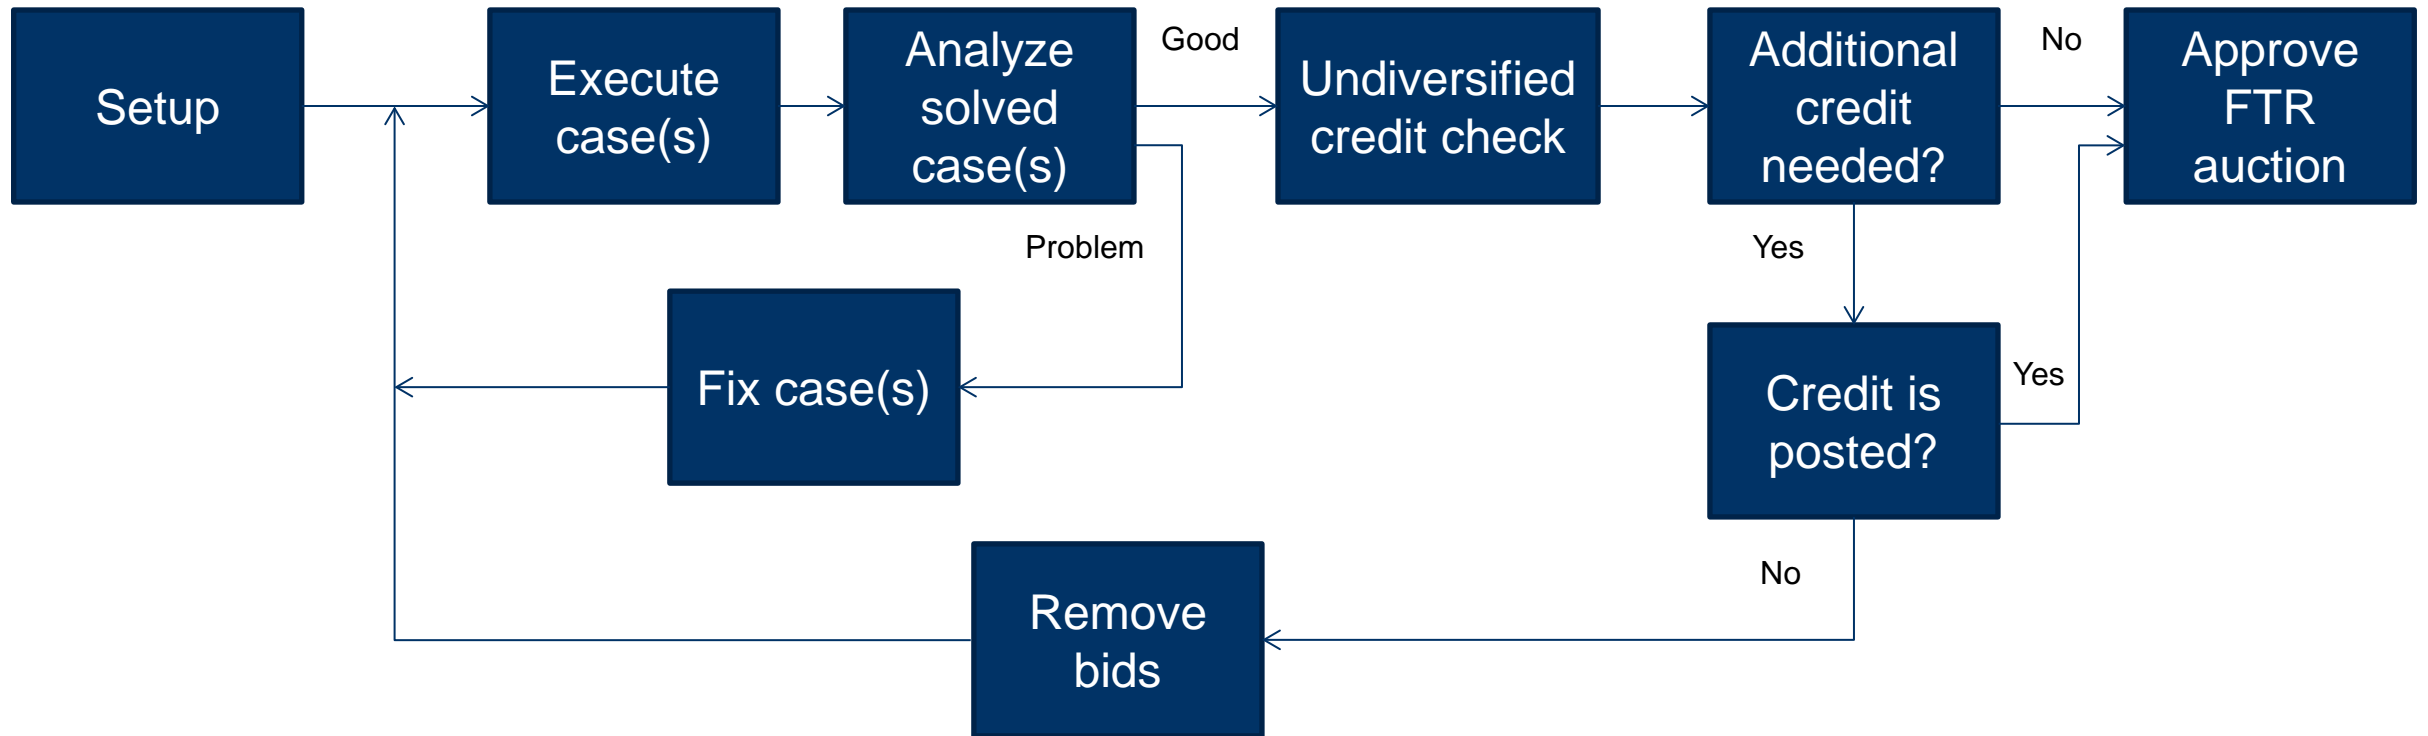 Setup
Execute
case(s)
Analyze
solved
case(s)
Good
Undiversified
credit check
Additional
credit
needed?
No
Approve
FTR
auction
Problem
Yes
Fix case(s)
Credit is
posted?
Yes
No
Remove
bids